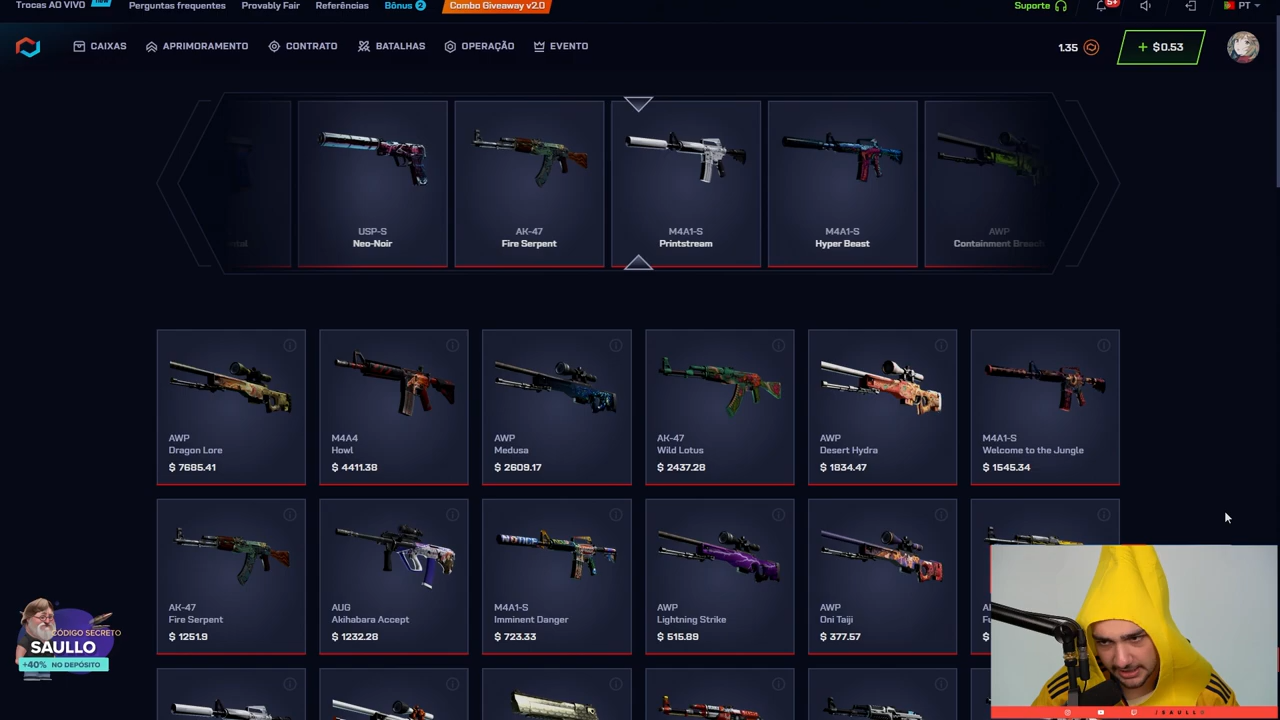 Trocas AO VIVO
Perguntas frequentes
Provably Fair
Referências
Bônus 2
Combo Giveaway v2.0
Suporte
5+
PT
CAIXAS
APRIMORAMENTO
CONTRATO
BATALHAS
OPERAÇÃO
EVENTO
1.35
+ $0.53
USP-S
Neo-Noir
AK-47
Fire Serpent
M4A1-S
Printstream
M4A1-S
Hyper Beast
AWP
Containment Breach
AWP
Dragon Lore
$ 7685.41
M4A4
Howl
$ 4411.38
AWP
Medusa
$ 2609.17
AK-47
Wild Lotus
$ 2437.28
AWP
Desert Hydra
$ 1834.47
M4A1-S
Welcome to the Jungle
$ 1545.34
AK-47
Fire Serpent
$ 1251.9
AUG
Akihabara Accept
$ 1232.28
M4A1-S
Imminent Danger
$ 723.33
AWP
Lightning Strike
$ 515.89
AWP
Oni Taiji
$ 377.57
CÓDIGO SECRETO
SAULLO
+40% NO DEPÓSITO